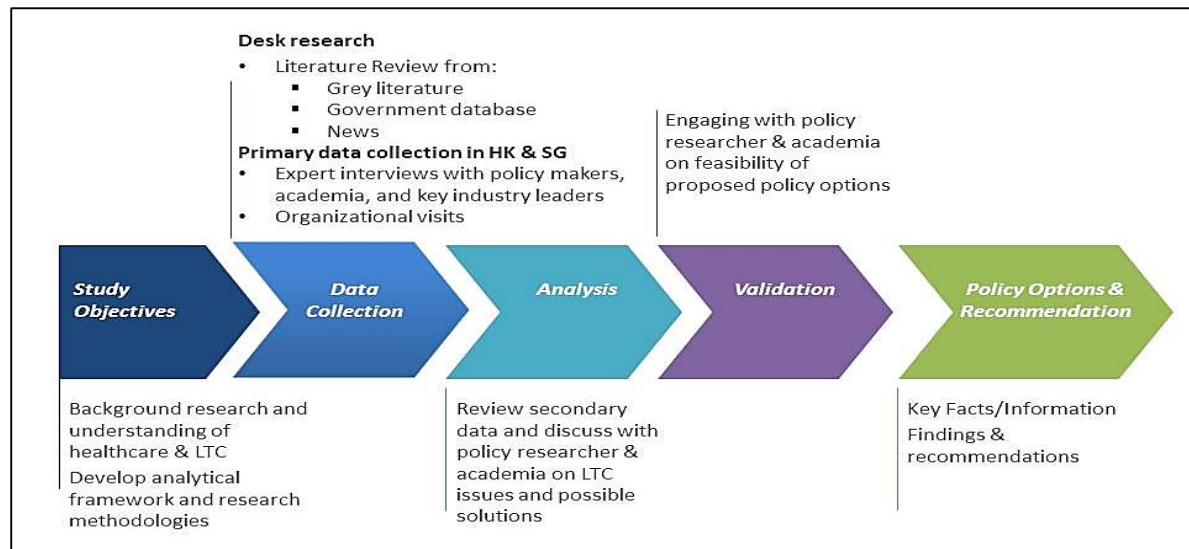 Desk research
• Literature Review from:
▪ Grey literature
▪ Government database
▪ News
Primary data collection in HK & SG
• Expert interviews with policy makers,
academia, and key industry leaders
• Organizational visits
Engaging with policy
researcher & academia
on feasibility of
proposed policy options
Study
Objectives
Data
Collection
Analysis
Validation
Policy Options &
Recommendation
Background research and
understanding of
healthcare & LTC
Develop analytical
framework and research
methodologies
Review secondary
data and discuss with
policy researcher &
academia on LTC
issues and possible
solutions
Key Facts/Information
Findings &
recommendations